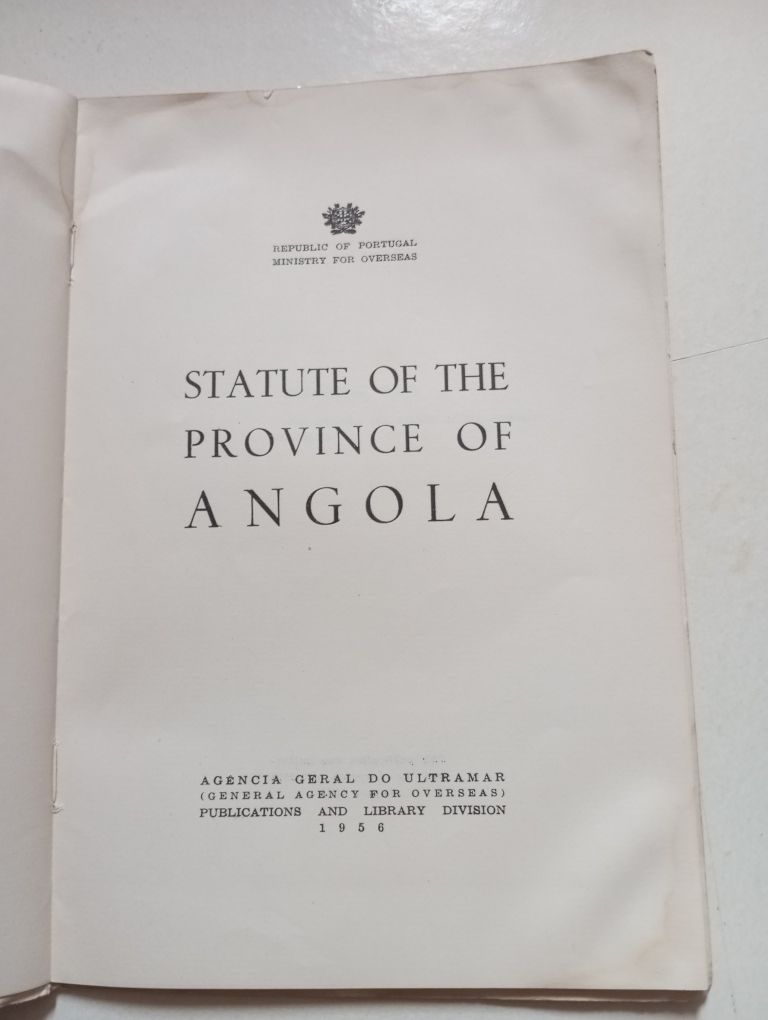 REPUBLIC OF PORTUGAL
MINISTRY FOR OVERSEAS
STATUTE OF THE
PROVINCE OF
ANGOLA
AGÊNCIA GERAL DO ULTRAMAR
(GENERAL AGENCY FOR OVERSEAS)
PUBLICATIONS AND LIBRARY DIVISION
1956